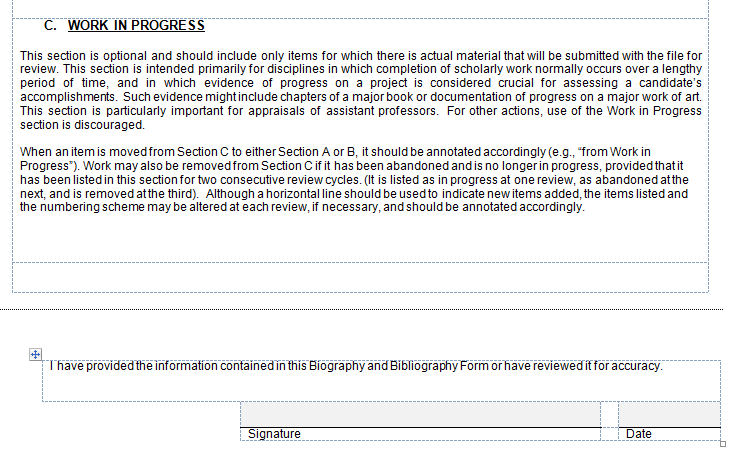 C. WORK IN PROGRESS
This section is optional and should include only items for which there is actual material that will be submitted with the file for
review. This section is intended primarily for disciplines in which completion of scholarly work normally occurs over a lengthy
period of time, and in which evidence of progress on a project is considered crucial for assessing a candidate's
accomplishments. Such evidence might include chapters of a major book or documentation of progress on a major work of art.
This section is particularly important for appraisals of assistant professors. For other actions, use of the Work in Progress
section is discouraged.
When an item is moved from Section C to either Section A or B, it should be annotated accordingly (e.g., “from Work in
Progress”). Work may also be removed from Section C if it has been abandoned and is no longer in progress, provided that it
has been listed in this section for two consecutive review cycles. (It is listed as in progress at one review, as abandoned at the
next, and is removed at the third). Although a horizontal line should be used to indicate new items added, the items listed and
the numbering scheme may be altered at each review, if necessary, and should be annotated accordingly.
I have provided the information contained in this Biography and Bibliography Form or have reviewed it for accuracy.
Signature Date